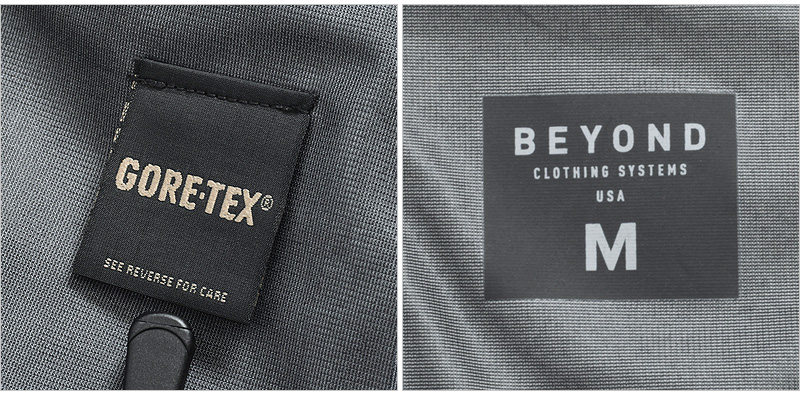 GORE-TEX®
SEE REVERSE FOR CARE
BEYOND
CLOTHING SYSTEMS
USA
M